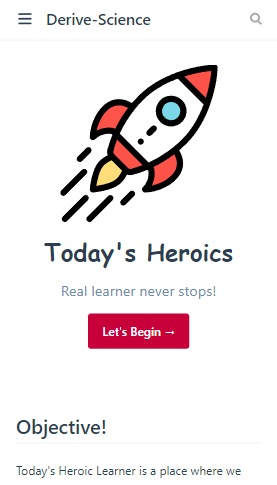 Derive-Science
Today's Heroics
Real learner never stops!
Let's Begin →
Objective!
Today's Heroic Learner is a place where we